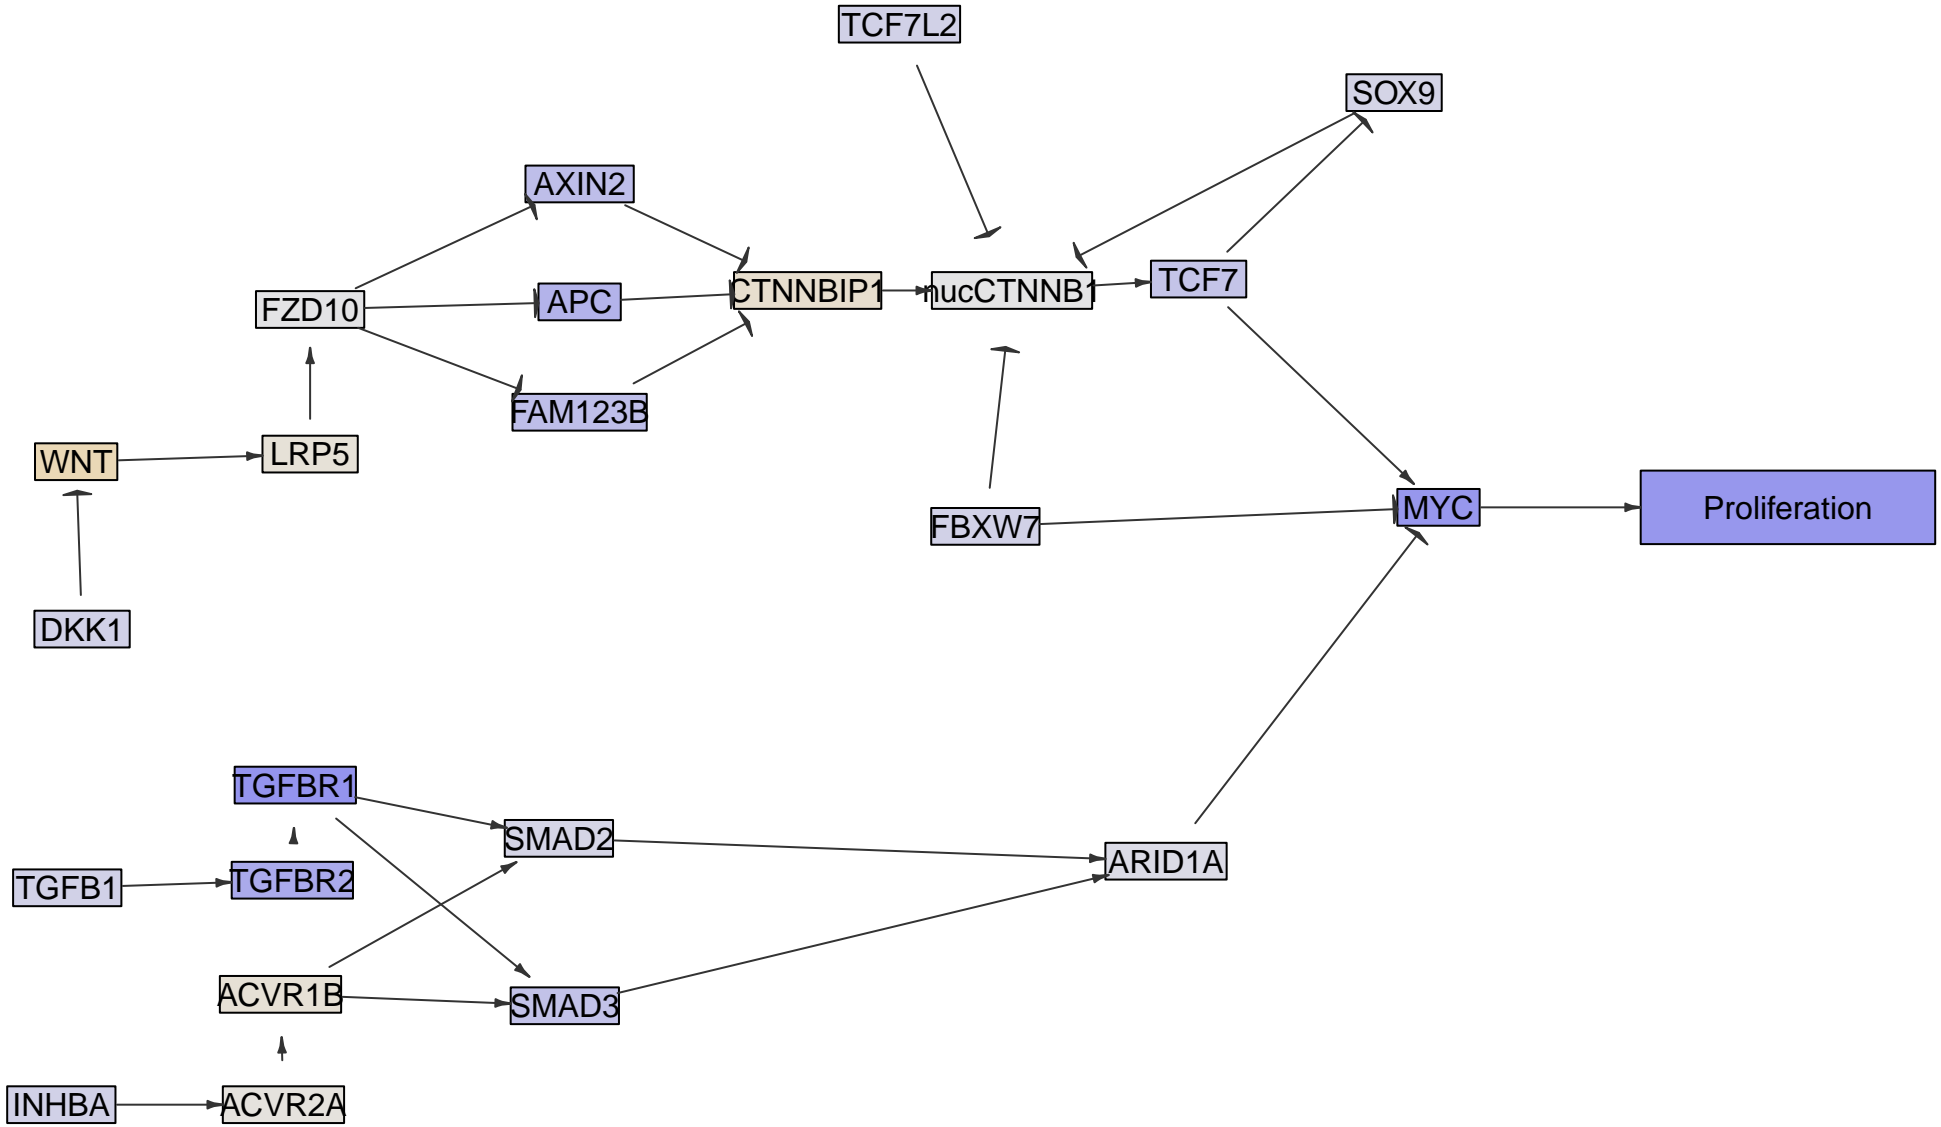 TCF7L2
SOX9
AXIN2
TCF7
CTNNBIP1
nucCTNNB1
APC
FZD10
FAM123B
LRP5
WNT
MYC
Proliferation
FBXW7
DKK1
TGFBR1
SMAD2
ARID1A
TGFBR2
TGFB1
ACVR1B
SMAD3
INHBA
ACVR2A